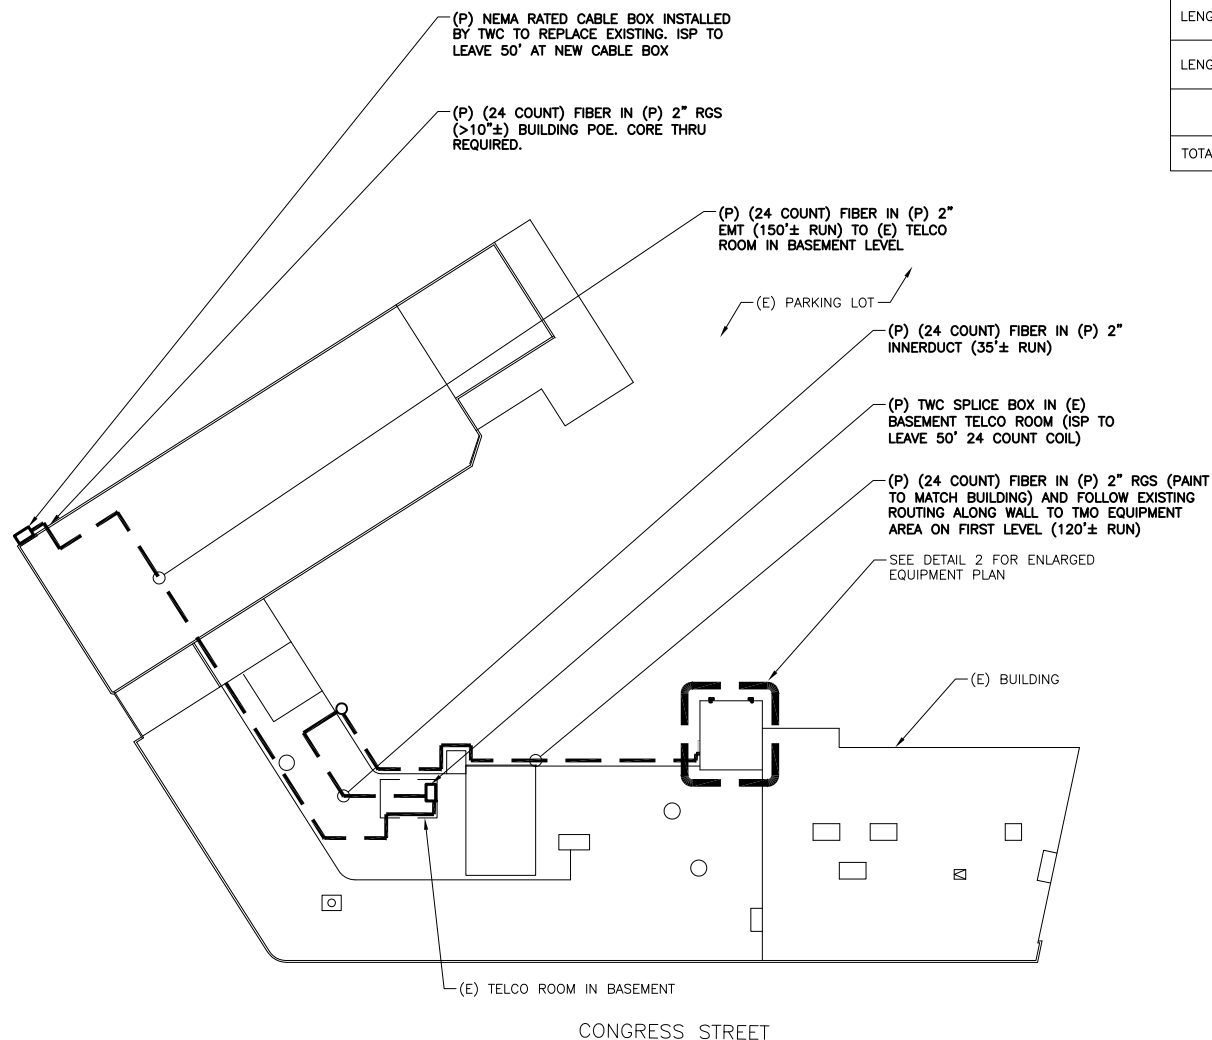 (P) NEMA RATED CABLE BOX INSTALLED
BY TWC TO REPLACE EXISTING. ISP TO
LEAVE 50' AT NEW CABLE BOX
LENG
LENG
TOTA
(P) (24 COUNT) FIBER IN (P) 2" RGS
(>10"±) BUILDING POE. CORE THRU
REQUIRED.
(P) (24 COUNT) FIBER IN (P) 2"
EMT (150'± RUN) TO (E) TELCO
ROOM IN BASEMENT LEVEL
(E) PARKING LOT
(P) (24 COUNT) FIBER IN (P) 2"
INNERDUCT (35'± RUN)
(P) TWC SPLICE BOX IN (E)
BASEMENT TELCO ROOM (ISP TO
LEAVE 50' 24 COUNT COIL)
(P) (24 COUNT) FIBER IN (P) 2" RGS (PAINT
TO MATCH BUILDING) AND FOLLOW EXISTING
ROUTING ALONG WALL TO TMO EQUIPMENT
AREA ON FIRST LEVEL (120'± RUN)
SEE DETAIL 2 FOR ENLARGED
EQUIPMENT PLAN
(E) BUILDING
(E) TELCO ROOM IN BASEMENT
CONGRESS STREET